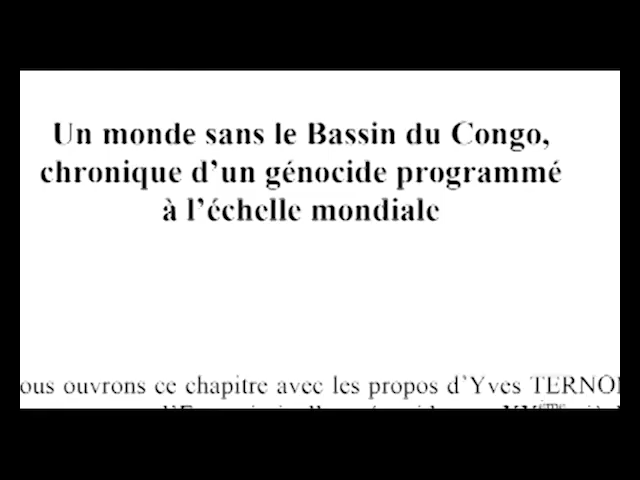 Un monde sans le Bassin du Congo,
chronique d’un génocide programmé
à l’échelle mondiale
ous ouvrons ce chapitre avec les propos d’Yves TERNO